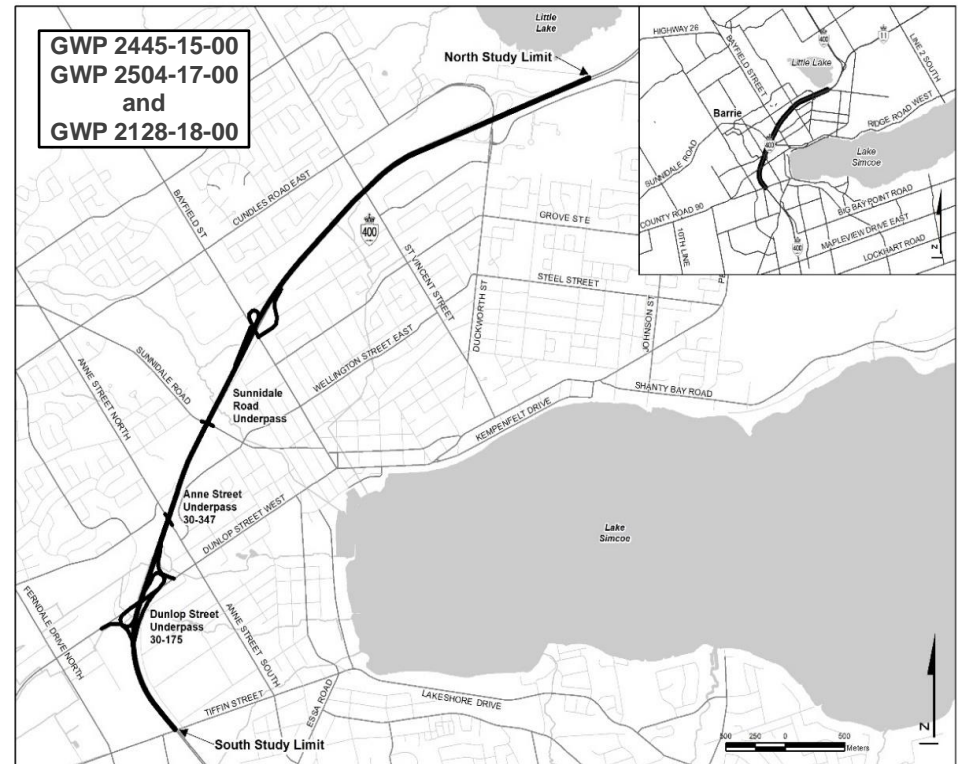 GWP 2445-15-00
GWP 2504-17-00
and
GWP 2128-18-00
Little
Lake
North Study Limit
CUNDLES ROAD EAST
BAYFIELD ST
400
ST VINCENT STREET
GROVE ST E
STEEL STREET
DUCKWORTH ST
JOHNSON ST
SUNNIDALE ROAD
WELLINGTON STREET EAST
ANNE STREET NORTH
Sunnidale
Road
Underpass
SHANTY BAY ROAD
KEMPENFELT DRIVE
Anne Street
Underpass
30-347
DUNLOP STREET WEST
Lake
Simcoe
FERNDALE DRIVE NORTH
Dunlop Street
Underpass
30-175
ANNE STREET SOUTH
TIFFIN STREET
ESSA ROAD
LAKESHORE DRIVE
South Study Limit
500 250 0 500
Meters
N
HIGHWAY 26
BAYFIELD STREET
400
11
LINE 2 SOUTH
Little Lake
Barrie
RIDGE ROAD WEST
400
SUNNIDALE ROAD
Lake
Simcoe
COUNTY ROAD 90
BIG BAY POINT ROAD
10TH LINE
MAPLEVIEW DRIVE EAST
400
LOCKHART ROAD
N